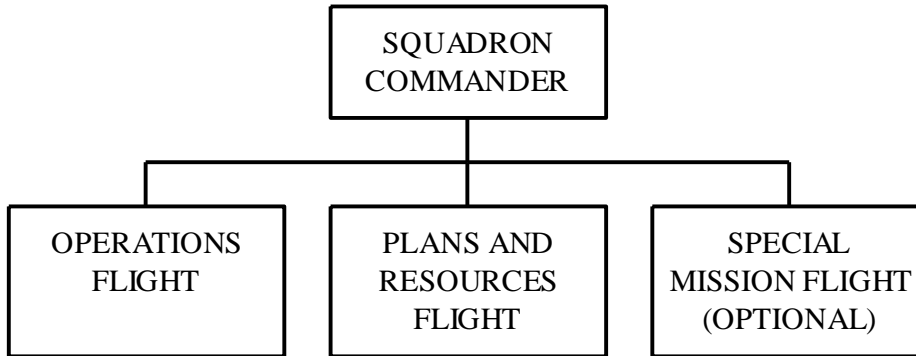 SQUADRON
COMMANDER
OPERATIONS
FLIGHT
PLANS AND
RESOURCES
FLIGHT
SPECIAL
MISSION FLIGHT
(OPTIONAL)